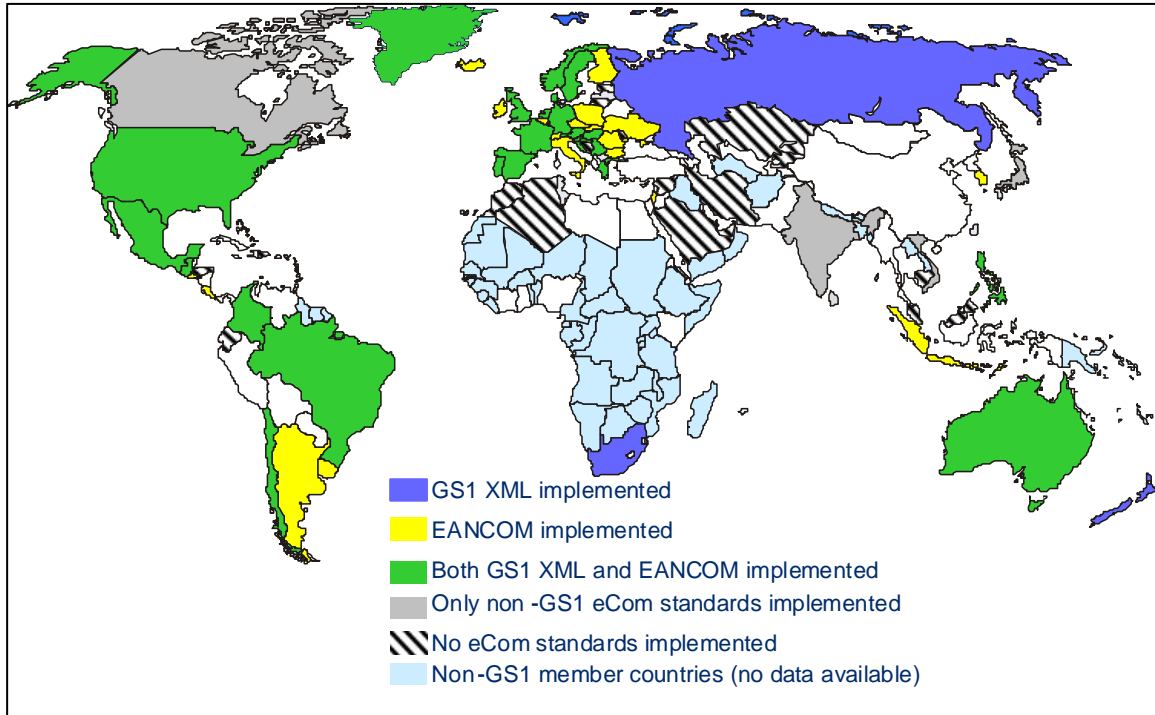 GS1 XML implemented
EANCOM implemented
Both GS1 XML and EANCOM implemented
Only non -GS1 eCom standards implemented
No eCom standards implemented
Non-GS1 member countries (no data available)